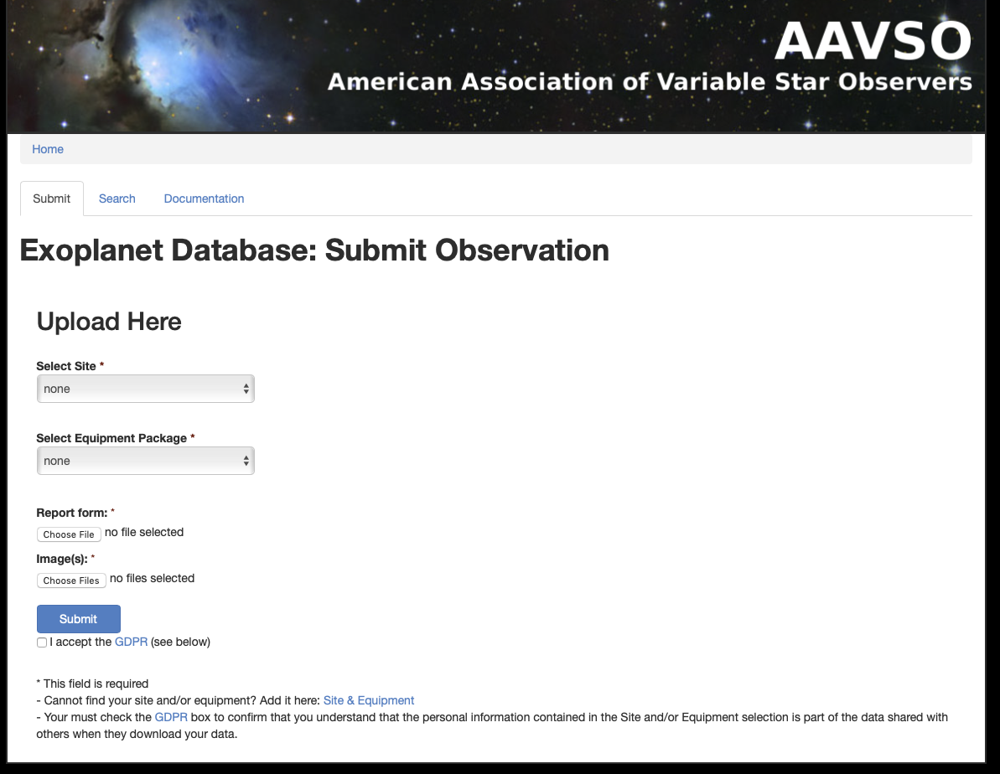 AAVSO
American Association of Variable Star Observers
Home
Submit Search Documentation
Exoplanet Database: Submit Observation
Upload Here
Select Site *
none
Select Equipment Package *
none
Report form: *
Choose File no file selected
Image(s): *
Choose Files no files selected
Submit
I accept the GDPR (see below)
* This field is required
- Cannot find your site and/or equipment? Add it here: Site & Equipment
- Your must check the GDPR box to confirm that you understand that the personal information contained in the Site and/or Equipment selection is part of the data shared with
others when they download your data.